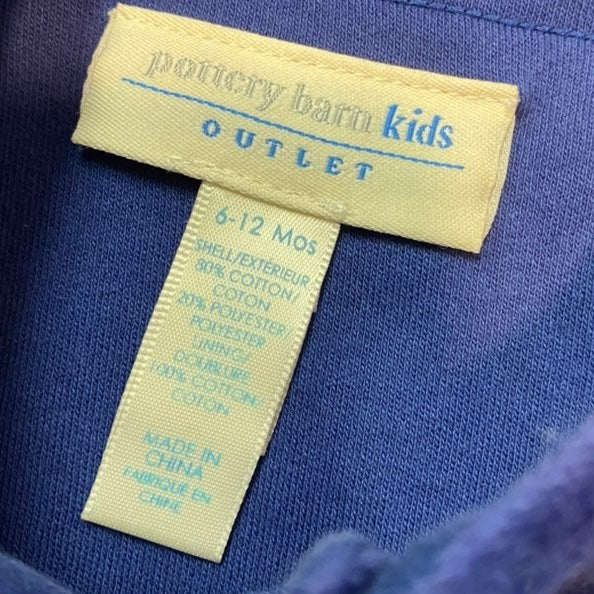 pottery barn kids
OUTLET
6-12 Mos
SHELL/EXTÉRIEUR
80% COTTON/
COTON
20% POLYESTER/
POLYESTER
LINING/
DOUBLURE
100% COTTON
COTON
MADE IN
CHINA
FABRIQUÉ EN
CHINE